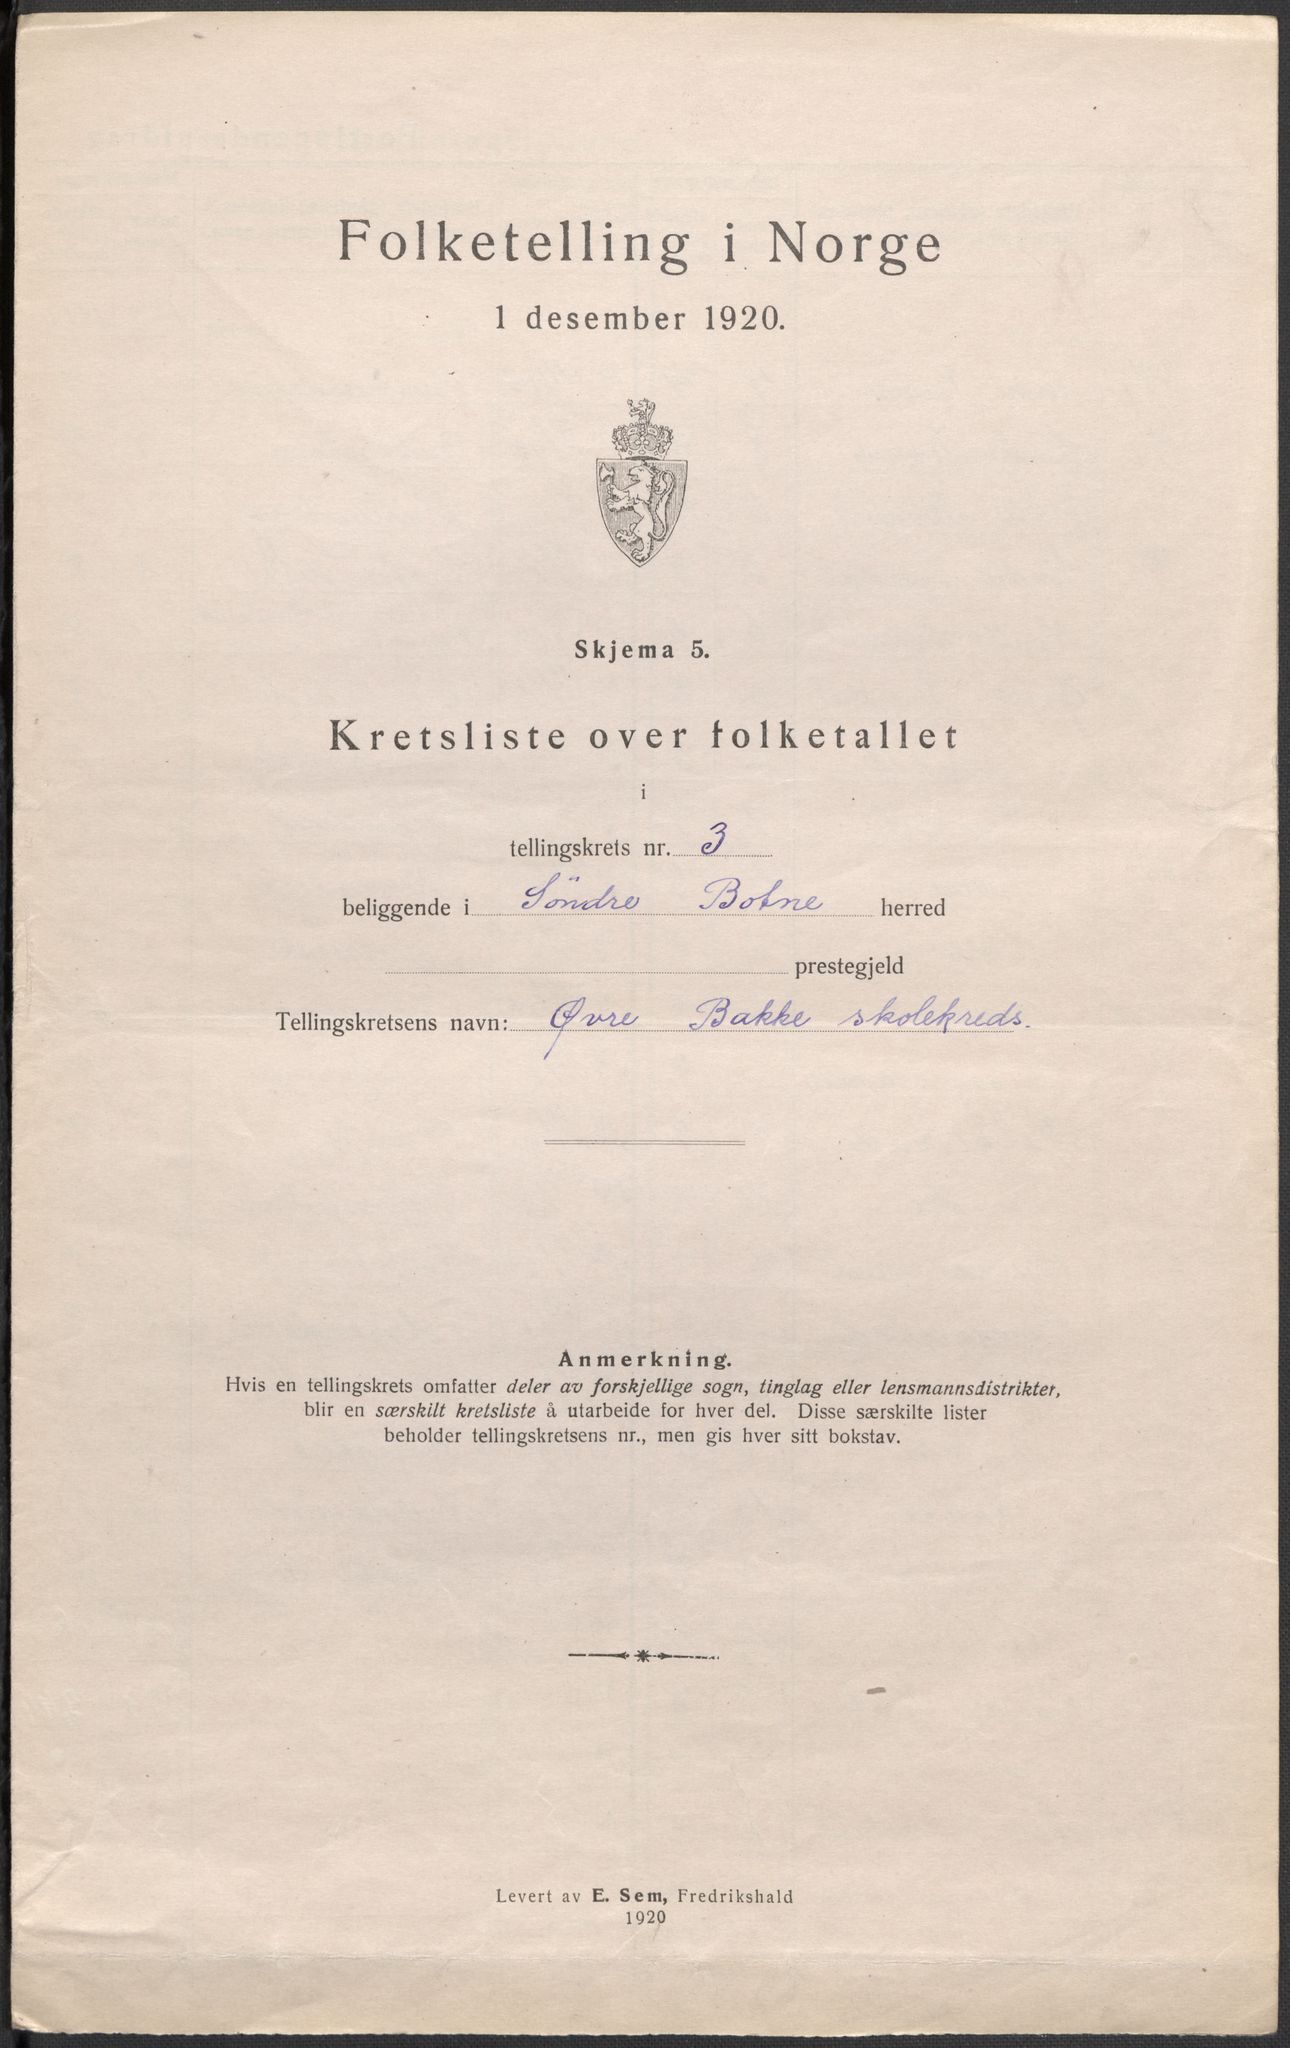 Folketelling i Norge
1 desember 1920.
Skjema 5.
Kretsliste over folketallet
i
tellingskrets nr. 3
beliggende i Söndre Botne herred
prestegjeld
Tellingskretsens navn: Øvre Bakke skolekreds.
Anmerkning.
Hvis en tellingskrets omfatter deler av forskjellige sogn, tinglag eller lensmannsdistrikter,
blir en særskilt kretsliste å utarbeide for hver del. Disse særskilte lister
beholder tellingskretsens nr., men gis hver sitt bokstav.
Levert av E. Sem, Fredrikshald
1920